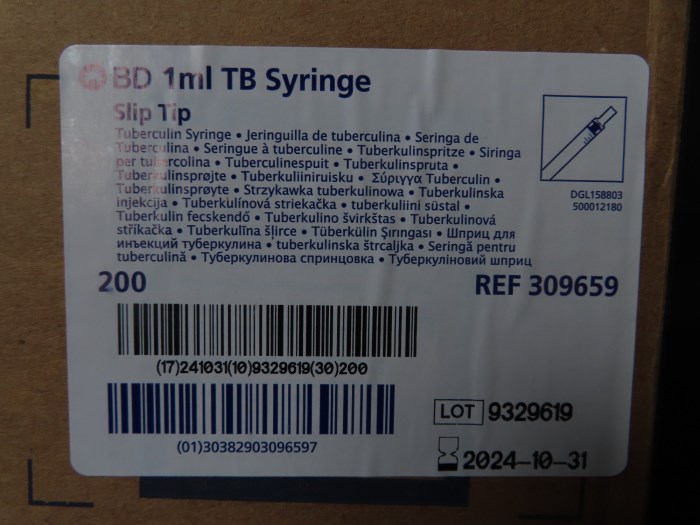 BD 1ml TB Syringe
Slip Tip
Tuberculin Syringe • Jeringuilla de tuberculina • Seringa de
Tuberculina • Seringue à tuberculine • Tuberkulinspritze • Siringa
per tubercolina • Tuberculinespuit • Tuberkulinspruta •
Tuberkulinsprøjte • Tuberkuliiniruisku • Σύριγγα Tuberculin •
Tuberkulinsprøyte • Strzykawka tuberkulinowa • Tuberkulinska
injekcija • Tuberkulínová striekačka • tuberkuliini süstal •
Tuberkulin fecskendő • Tuberkulino švirkštas • Tuberkulinová
stříkačka • Tuberkulīna šļirce • Tüberkülin Şırıngası • Шприц для
инъекций туберкулина • tuberkulinska štrcaljka • Seringă pentru
tuberculină • Туберкулинова спринцовка • Туберкуліновий шприц
DGL158803
500012180
200 REF 309659
(17)241031(10)9329619(30)200
(01)30382903096597
LOT 9329619
2024-10-31